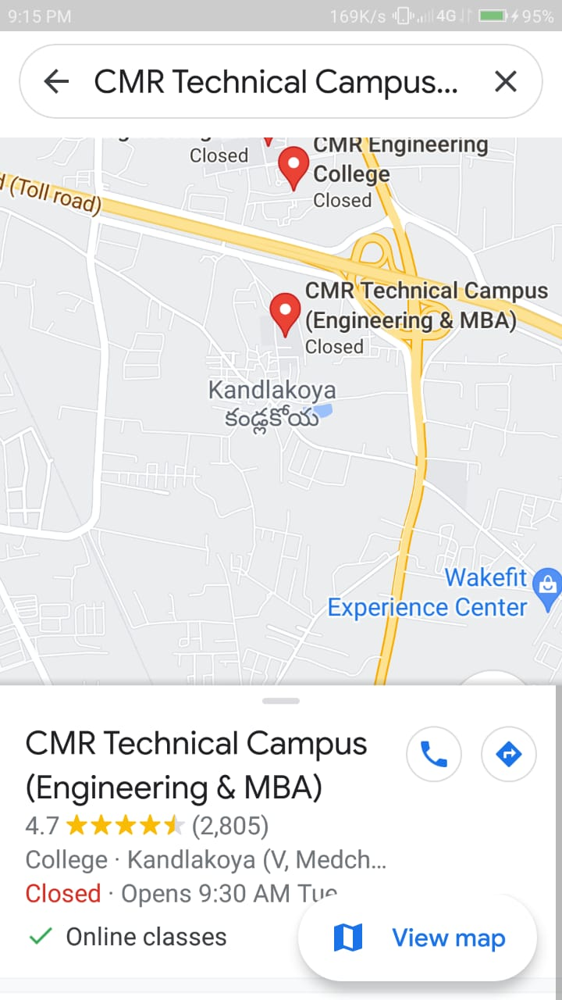 9:15 PM 169K/s 4G 95%
CMR Technical Campus...
Closed
CMR Engineering
College
Closed
(Toll road)
CMR Technical Campus
(Engineering & MBA)
Closed
Kandlakoya
కండ్లకోయ
Wakefit
Experience Center
CMR Technical Campus
(Engineering & MBA)
4.7 (2,805)
College · Kandlakoya (V, Medch...
Closed · Opens 9:30 AM Tue
Online classes
View map